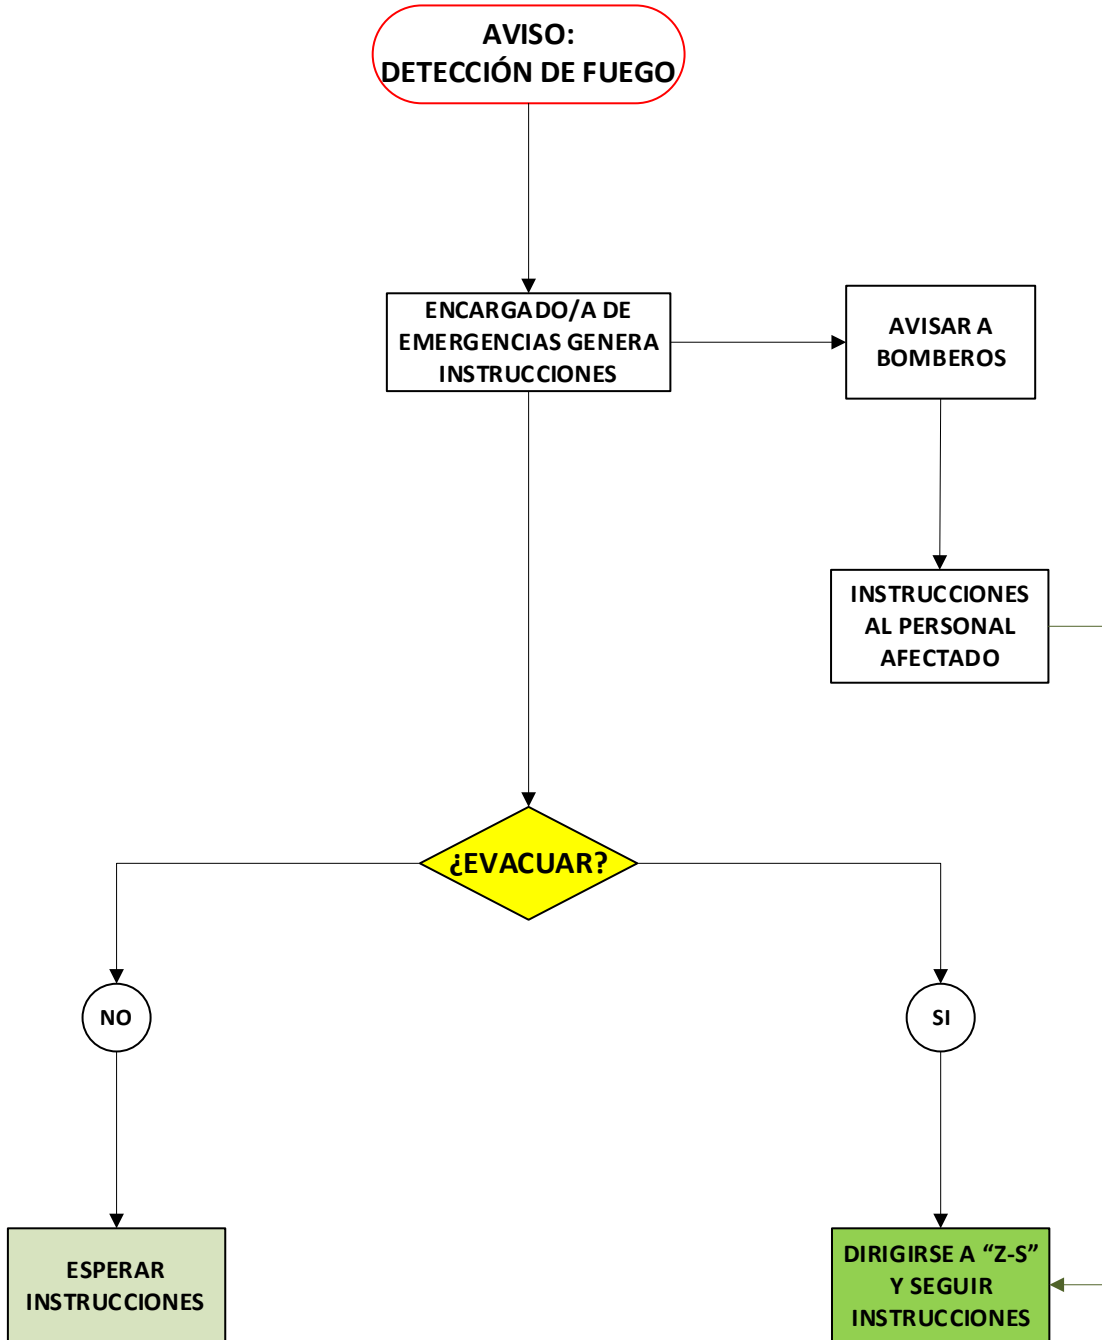 AVISO:
DETECCIÓN DE FUEGO
ENCARGADO/A DE
EMERGENCIAS GENERA
INSTRUCCIONES
AVISAR A
BOMBEROS
INSTRUCCIONES
AL PERSONAL
AFECTADO
¿EVACUAR?
NO
SI
ESPERAR
INSTRUCCIONES
DIRIGIRSE A “Z-S”
Y SEGUIR
INSTRUCCIONES